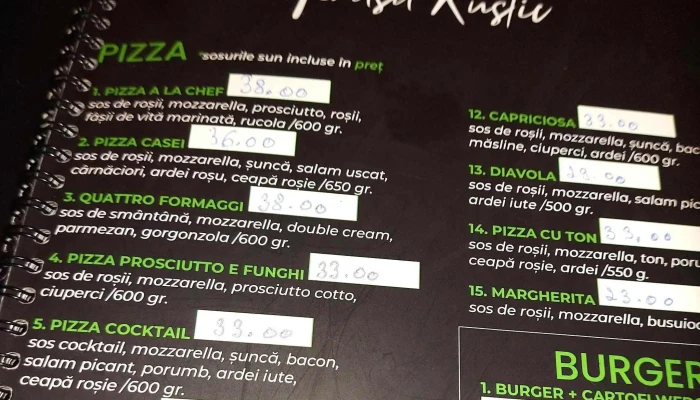 Rustic
PIZZA *sosurile sun incluse în preț
1. PIZZA A LA CHEF 38.00
sos de roșii, mozzarella, prosciutto, roșii,
fâșii de vită marinată, rucola /600 gr.
2. PIZZA CASEI 36.00
sos de roșii, mozzarella, șuncă, salam uscat,
cârnăciori, ardei roșu, ceapă roșie /650 gr.
3. QUATTRO FORMAGGI 38.00
sos de smântână, mozzarella, double cream,
parmezan, gorgonzola /600 gr.
4. PIZZA PROSCIUTTO E FUNGHI 33.00
sos de roșii, mozzarella, prosciutto cotto,
ciuperci /600 gr.
5. PIZZA COCKTAIL 33.00
sos cocktail, mozzarella, șuncă, bacon,
salam picant, porumb, ardei iute,
ceapă roșie /600 gr.
12. CAPRICIOSA 33.00
sos de roșii, mozzarella, șuncă, bac
măsline, ciuperci, ardei /600 gr.
13. DIAVOLA
sos de roșii, mozzarella, salam pic
ardei iute /500 gr.
14. PIZZA CU TON 33,00
sos de roșii, mozzarella, ton, poru
ceapă roșie, ardei /550 g.
15. MARGHERITA 23.00
sos de roșii, mozzarella, busuioc
BURGER
1. BURGER + CARTOFI WED